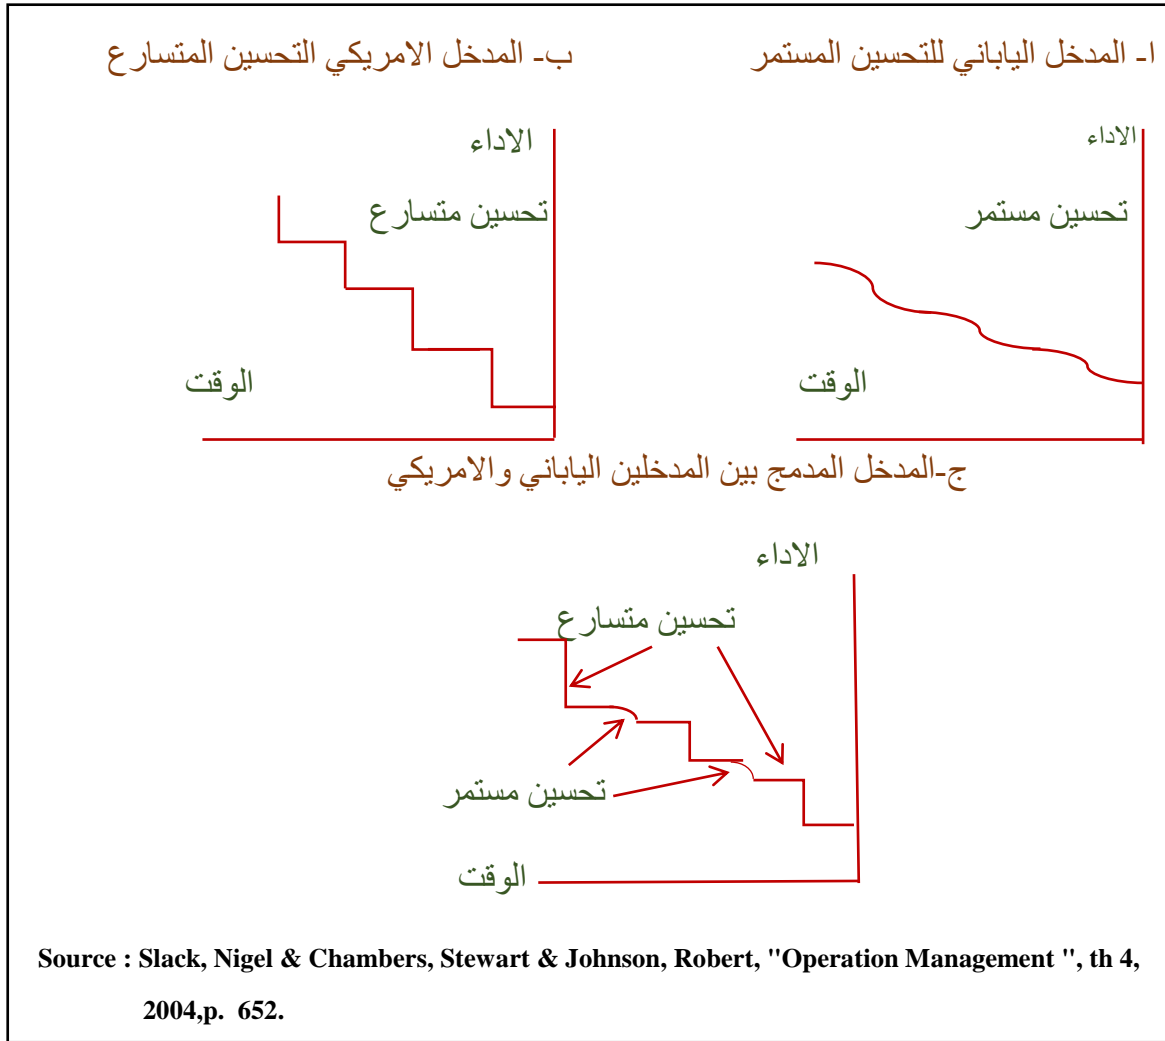 ا- المدخل الياباني للتحسين المستمر
ب- المدخل الامريكي التحسين المتسارع
الاداء
تحسين مستمر
الوقت
الاداء
تحسين متسارع
الوقت
ج-المدخل المدمج بين المدخلين الياباني والامريكي
الاداء
تحسين متسارع
تحسين مستمر
الوقت
Source : Slack, Nigel & Chambers, Stewart & Johnson, Robert, "Operation Management ", th 4,
2004,p. 652.